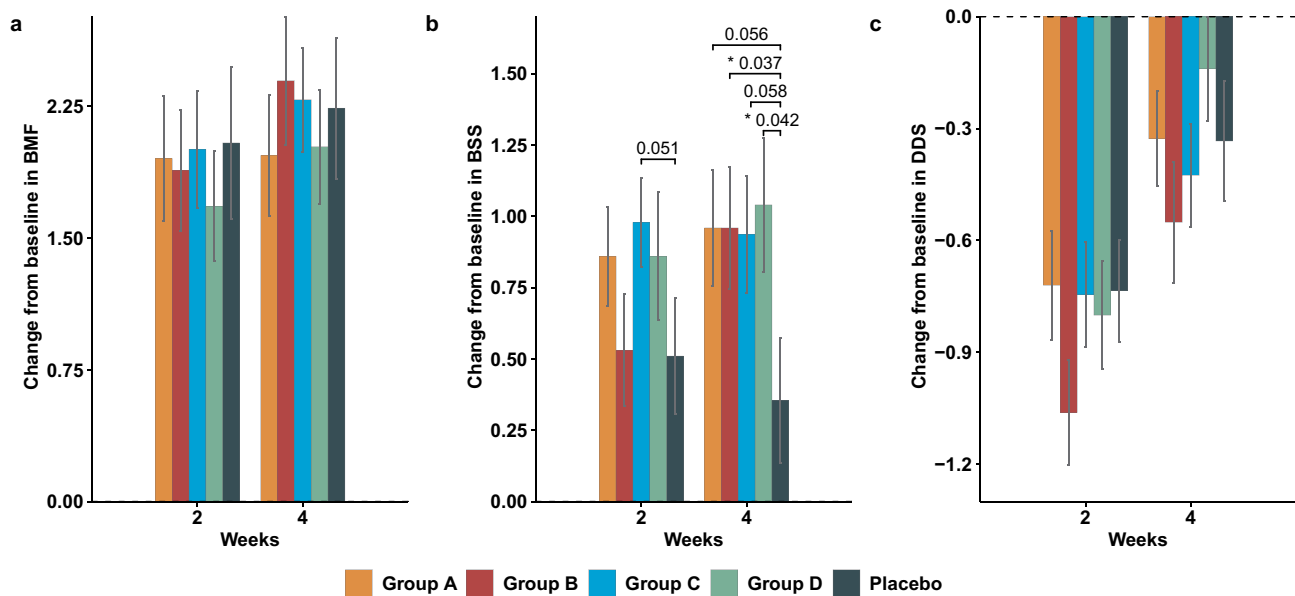 a
Change from baseline in BMF
2.25
1.50
0.75
0.00
2 4
Weeks
b
Change from baseline in BSS
1.50
1.25
1.00
0.75
0.50
0.25
0.00
0.056
* 0.037
0.058
* 0.042
0.051
2 4
Weeks
c
Change from baseline in DDS
0.0
−0.3
−0.6
−0.9
−1.2
2 4
Weeks
Group A Group B Group C Group D Placebo